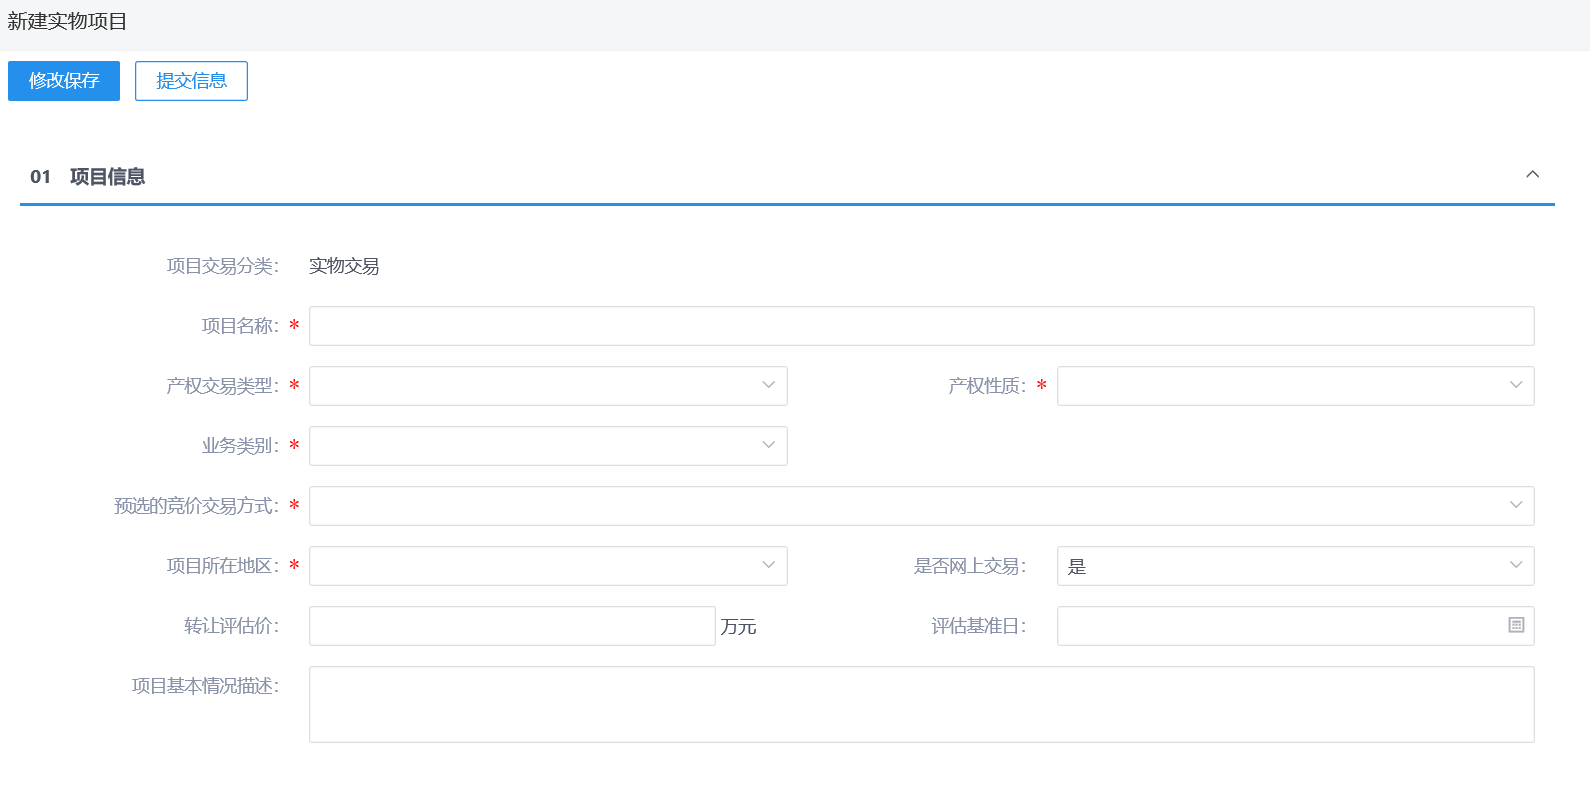 新建实物项目
修改保存 提交信息
01 项目信息
项目交易分类: 实物交易
项目名称: *
产权交易类型: * 产权性质: *
业务类别: *
预选的竞价交易方式: *
项目所在地区: * 是否网上交易: 是
转让评估价: 万元 评估基准日:
项目基本情况描述: